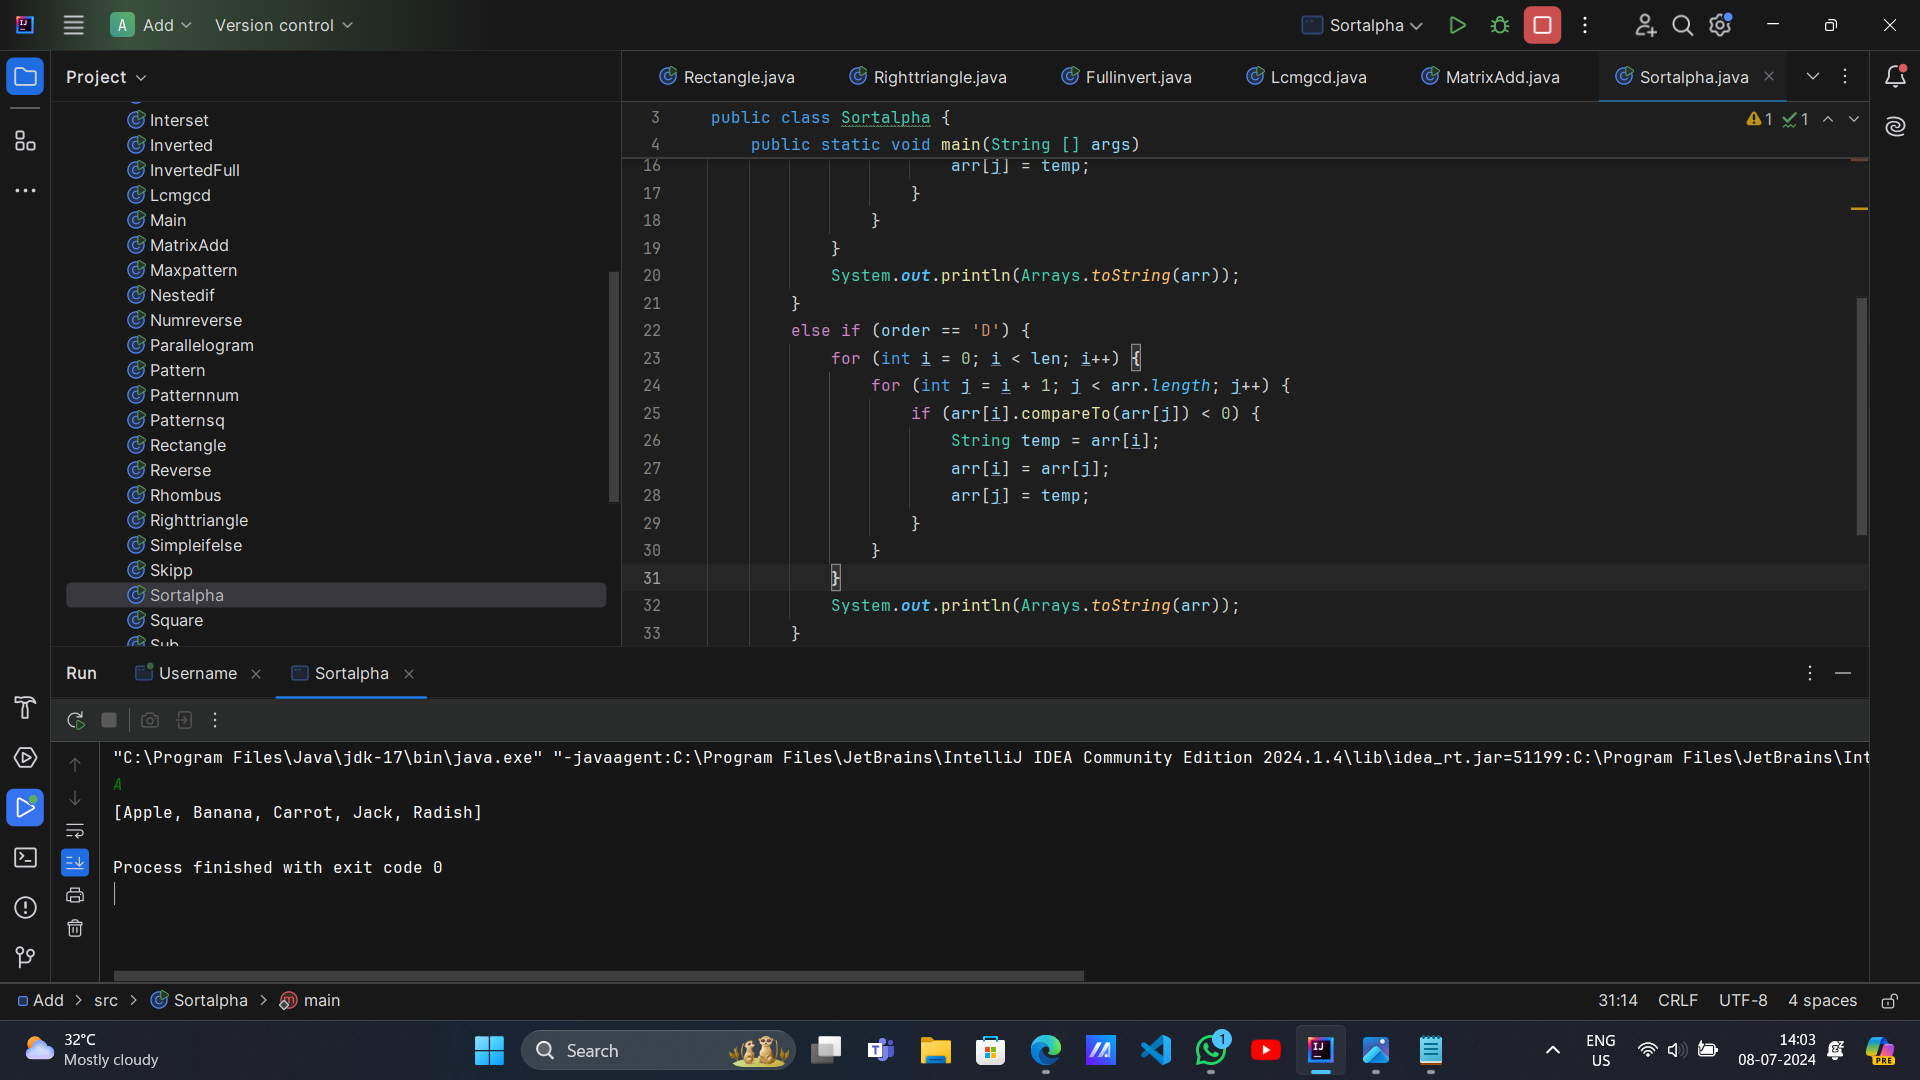 A Add Version control Sortalpha
Project
Rectangle.java Righttriangle.java Fullinvert.java Lcmgcd.java MatrixAdd.java Sortalpha.java
Interset
Inverted
InvertedFull
Lcmgcd
Main
MatrixAdd
Maxpattern
Nestedif
Numreverse
Parallelogram
Pattern
Patternnum
Patternsq
Rectangle
Reverse
Rhombus
Righttriangle
Simpleifelse
Skipp
Sortalpha
Square
Sub
3 public class Sortalpha {
1 1
4 public static void main(String [] args)
16 arr[j] = temp;
17 }
18 }
19 }
20 System.out.println(Arrays.toString(arr));
21 }
22 else if (order == 'D') {
23 for (int i = 0; i < len; i++) {
24 for (int j = i + 1; j < arr.length; j++) {
25 if (arr[i].compareTo(arr[j]) < 0) {
26 String temp = arr[i];
27 arr[i] = arr[j];
28 arr[j] = temp;
29 }
30 }
31 }
32 System.out.println(Arrays.toString(arr));
33 }
Run Username Sortalpha
"C:\Program Files\Java\jdk-17\bin\java.exe" "-javaagent:C:\Program Files\JetBrains\IntelliJ IDEA Community Edition 2024.1.4\lib\idea_rt.jar=51199:C:\Program Files\JetBrains\Int
A
[Apple, Banana, Carrot, Jack, Radish]
Process finished with exit code 0
Add > src > Sortalpha > main 31:14 CRLF UTF-8 4 spaces
32°C
Mostly cloudy
Search
1
ENG
US
14:03
08-07-2024
PRE